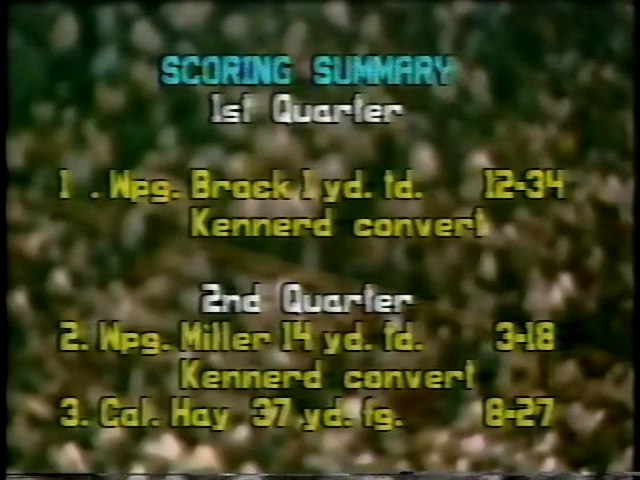 SCORING SUMMARY
1st Quarter
1 . Wpg. Brock 1 yd. td. 12-34
Kennerd convert
2nd Quarter
2. Wpg. Miller 14 yd. td. 3-18
Kennerd convert
3. Cal. Hay 37 yd. fg. 8-27